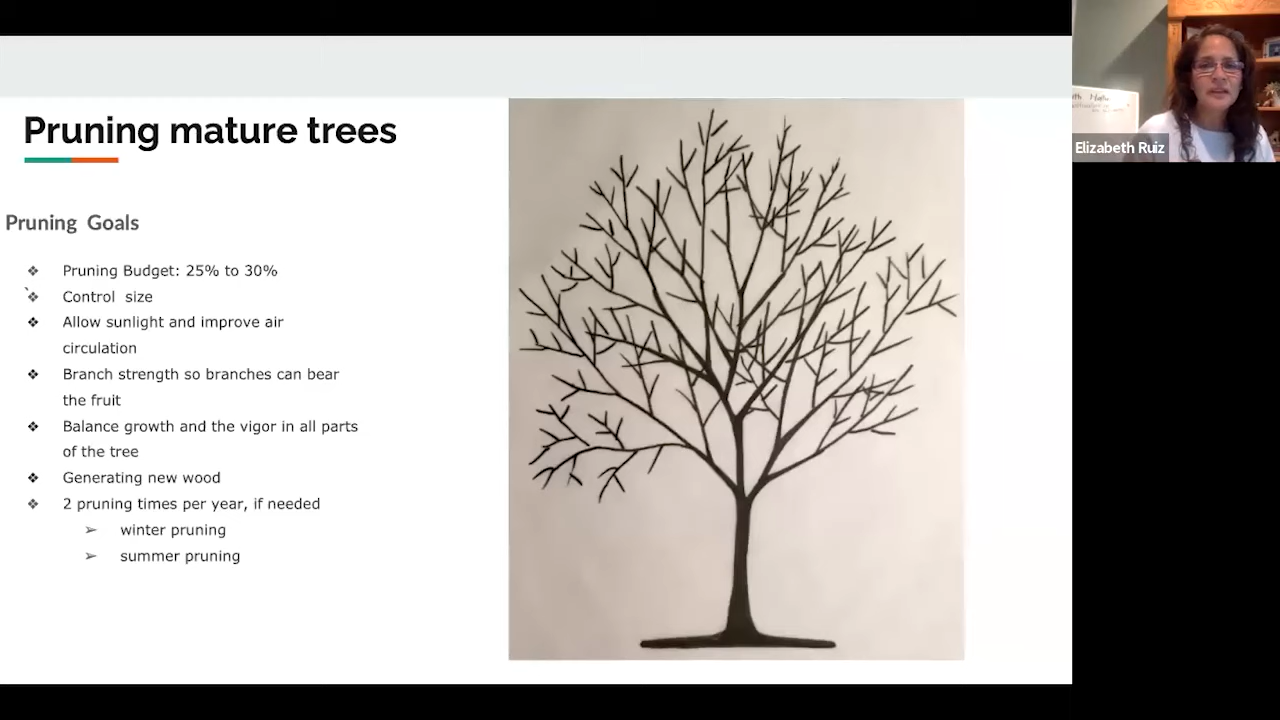 Pruning mature trees
Pruning Goals
❖ Pruning Budget: 25% to 30%
❖ Control size
❖ Allow sunlight and improve air
circulation
❖ Branch strength so branches can bear
the fruit
❖ Balance growth and the vigor in all parts
of the tree
❖ Generating new wood
❖ 2 pruning times per year, if needed
➢ winter pruning
➢ summer pruning
Elizabeth Ruiz